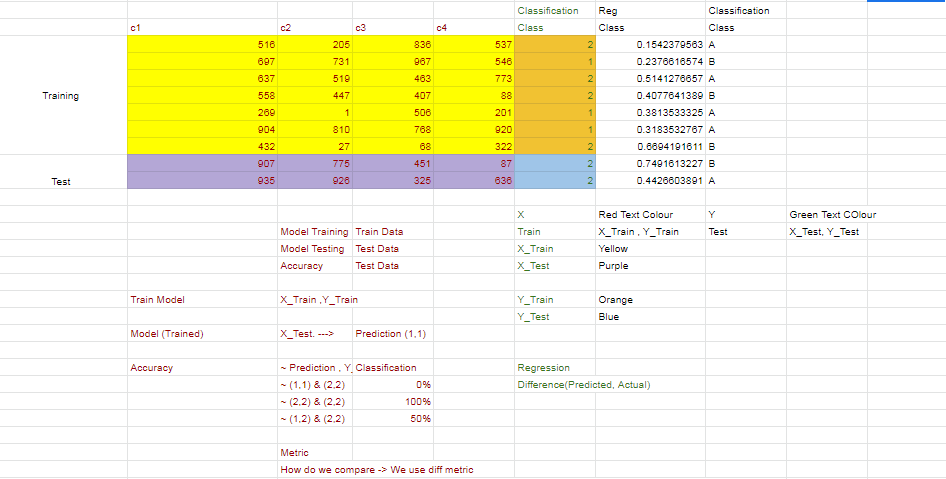 Classification Reg Classification
c1 c2 c3 c4 Class Class Class
516 205 836 537 2 0.1542379563 A
697 731 967 546 1 0.2376616574 B
637 519 463 773 2 0.5141276657 A
Training 558 447 407 88 2 0.4077641389 B
269 1 506 201 1 0.3813533325 A
904 810 768 920 1 0.3183532767 A
432 27 68 322 2 0.6694191611 B
907 775 451 87 2 0.7491613227 B
Test 935 926 325 636 2 0.4426603891 A
X Red Text Colour Y Green Text COlour
Model Training Train Data Train X_Train , Y_Train Test X_Test, Y_Test
Model Testing Test Data X_Train Yellow
Accuracy Test Data X_Test Purple
Train Model X_Train ,Y_Train Y_Train Orange
Y_Test Blue
Model (Trained) X_Test. ---> Prediction (1,1)
Accuracy ~ Prediction , Y_ Classification Regression
~ (1,1) & (2,2) 0% Difference(Predicted, Actual)
~ (2,2) & (2,2) 100%
~ (1,2) & (2,2) 50%
Metric
How do we compare -> We use diff metric